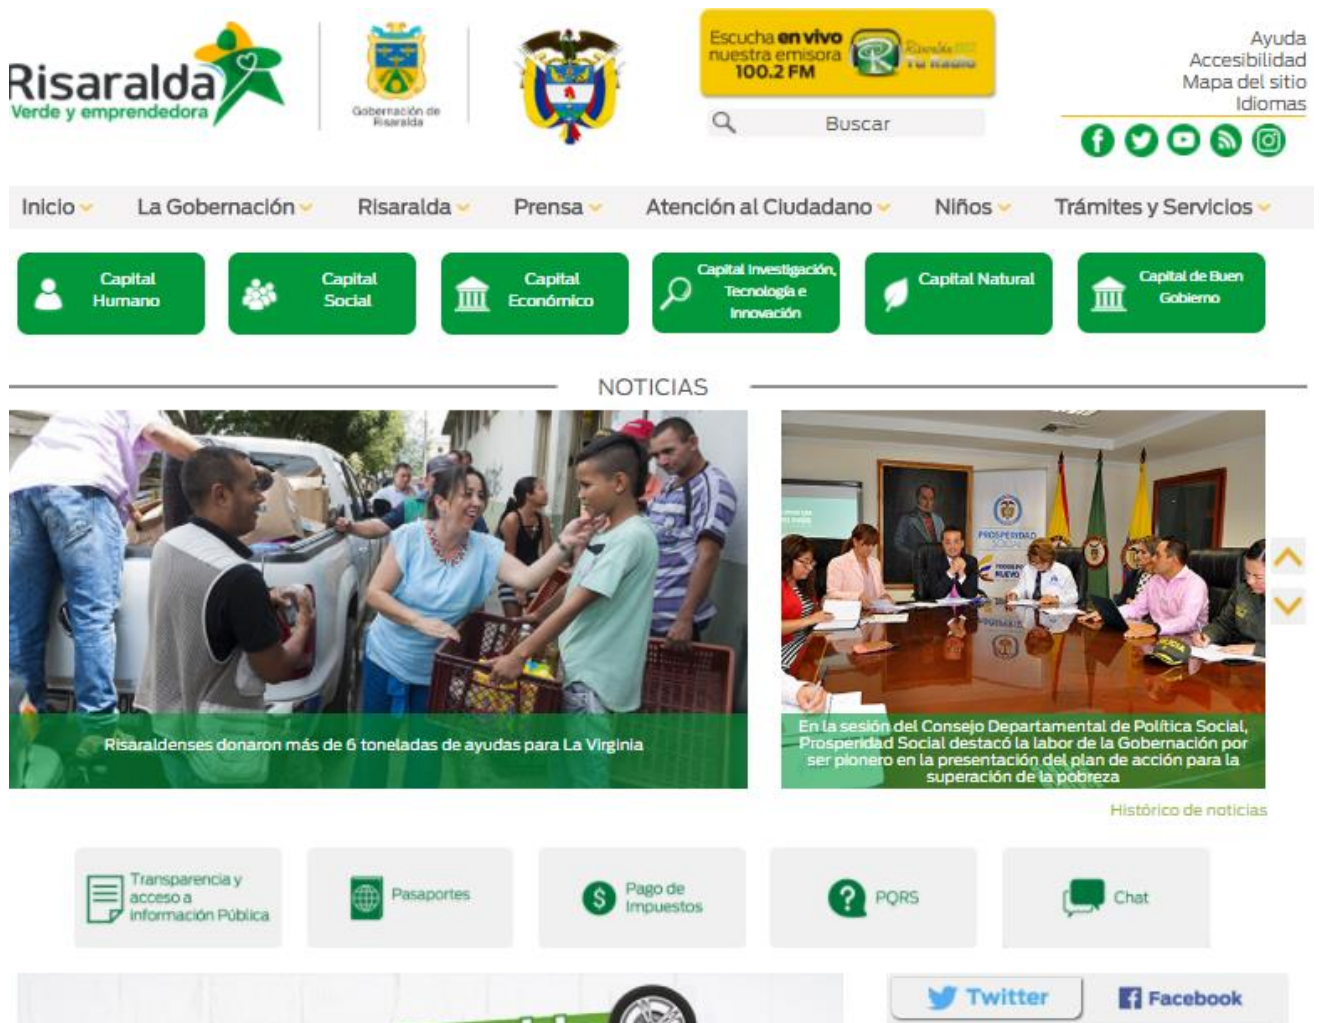 Risaralda
Verde y emprendedora
Gobernación de
Risaralda
Escucha en vivo
nuestra emisora
100.2 FM
Tu Radio
Buscar
Ayuda
Accesibilidad
Mapa del sitio
Idiomas
Inicio
La Gobernación
Risaralda
Prensa
Atención al Ciudadano
Niños
Trámites y Servicios
Capital
Humano
Capital
Social
Capital
Económico
Capital Investigación,
Tecnología e
Innovación
Capital Natural
Capital de Buen
Gobierno
NOTICIAS
PROSPERIDAD
SOCIAL
NUEVO
Risaraldenses donaron más de 6 toneladas de ayudas para La Virginia
En la sesión del Consejo Departamental de Política Social,
Prosperidad Social destacó la labor de la Gobernación por
ser pionero en la presentación del plan de acción para la
superación de la pobreza
Histórico de noticias
Transparencia y
acceso a
información Pública
Pasaportes
Pago de
Impuestos
PQRS
Chat
Twitter
Facebook